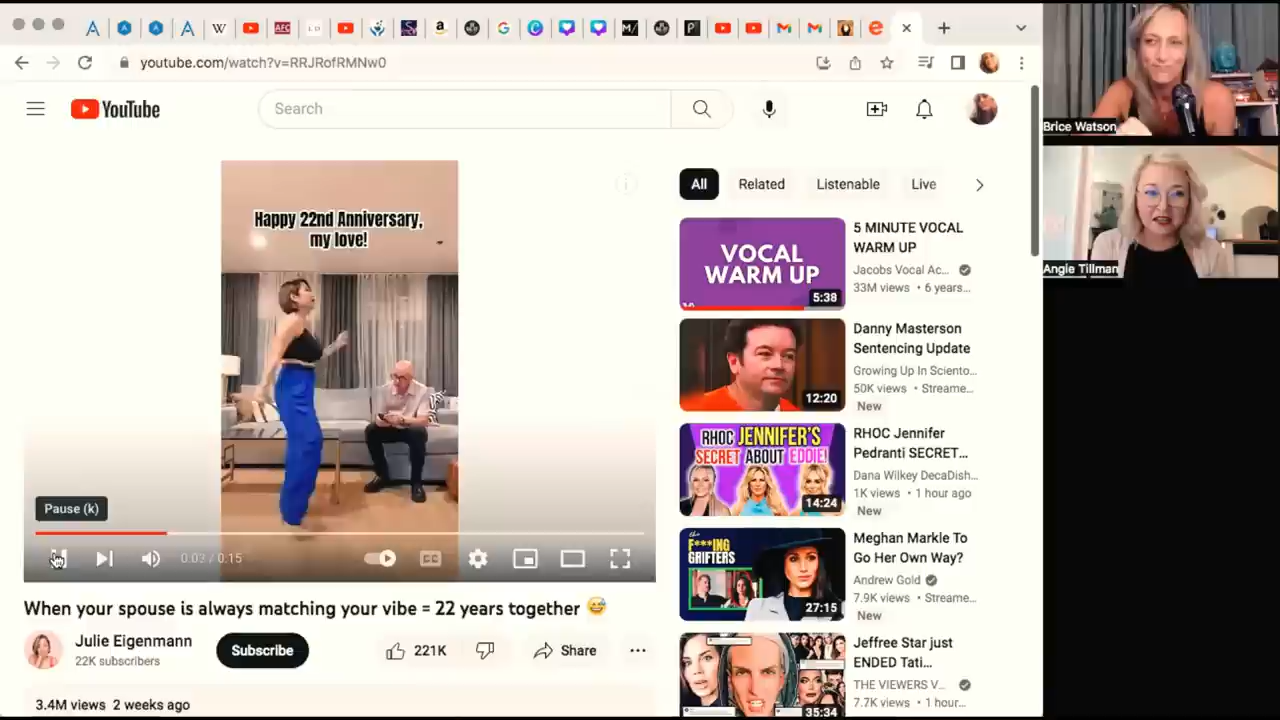 youtube.com/watch?v=RRJRofRMNw0
YouTube
Search
Happy 22nd Anniversary,
my love!
Pause (k)
0:03 / 0:15
CC
When your spouse is always matching your vibe = 22 years together 😅
Julie Eigenmann
22K subscribers
Subscribe
221K
Share
3.4M views 2 weeks ago
All
Related
Listenable
Live
VOCAL
WARM UP
5:38
5 MINUTE VOCAL
WARM UP
Jacobs Vocal Ac...
33M views • 6 years...
12:20
Danny Masterson
Sentencing Update
Growing Up In Sciento...
50K views • Streame...
New
RHOC JENNIFER'S
SECRET ABOUT EDDIE!
14:24
RHOC Jennifer
Pedranti SECRET...
Dana Wilkey DecaDish...
1K views • 1 hour ago
New
the
F***ING
GRIFTERS
27:15
Meghan Markle To
Go Her Own Way?
Andrew Gold
7.9K views • Streame...
New
35:34
Jeffree Star just
ENDED Tati...
THE VIEWERS V...
7.7K views • 1 hour...
Brice Watson
Angie Tillman